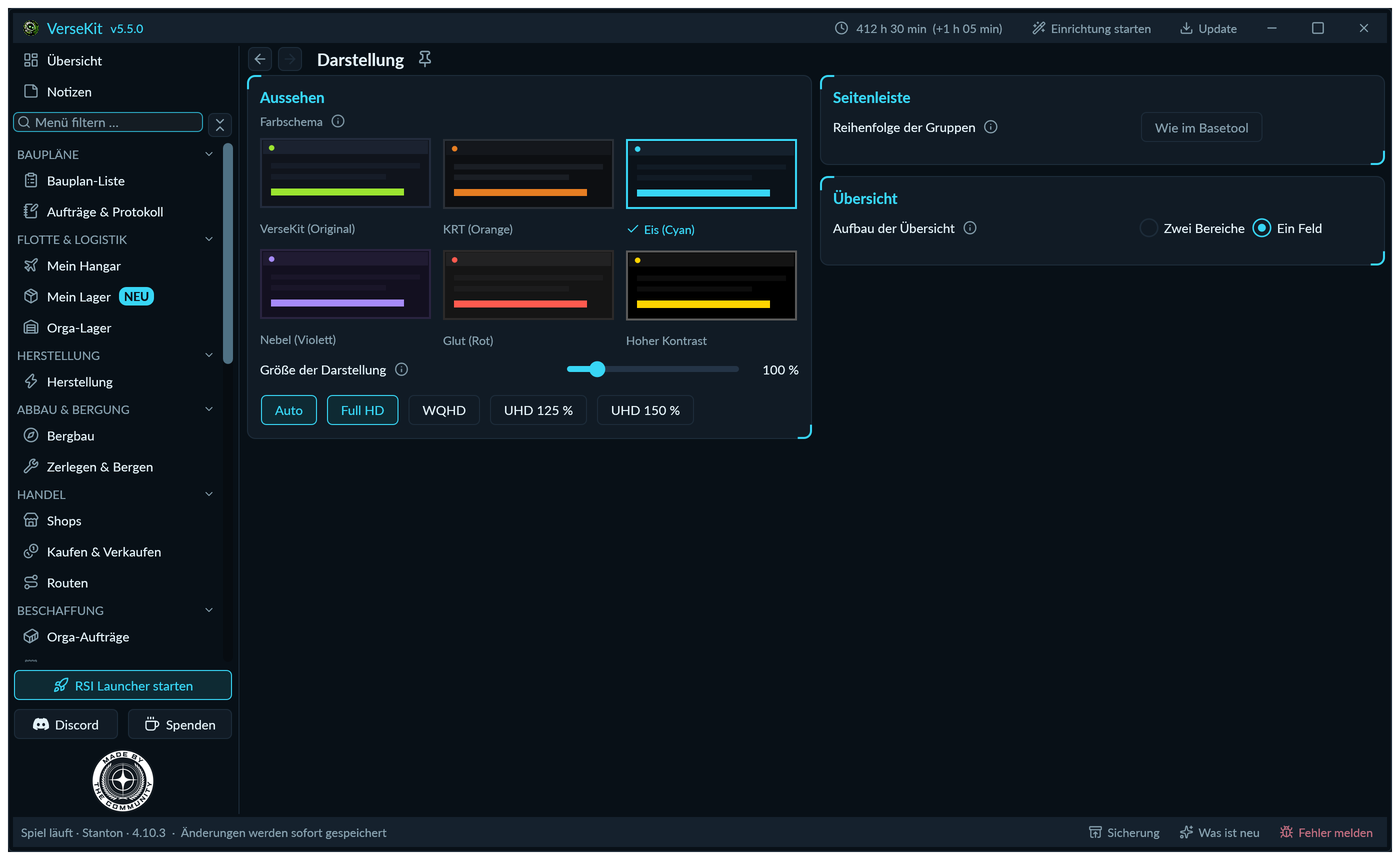 VerseKit v5.5.0
412 h 30 min (+1 h 05 min)
Einrichtung starten
Update
Übersicht
Notizen
Menü filtern ...
BAUPLÄNE
Bauplan-Liste
Aufträge & Protokoll
FLOTTE & LOGISTIK
Mein Hangar
Mein Lager NEU
Orga-Lager
HERSTELLUNG
Herstellung
ABBAU & BERGUNG
Bergbau
Zerlegen & Bergen
HANDEL
Shops
Kaufen & Verkaufen
Routen
BESCHAFFUNG
Orga-Aufträge
RSI Launcher starten
Discord
Spenden
MADE BY
THE COMMUNITY
Darstellung
Aussehen
Farbschema
VerseKit (Original)
KRT (Orange)
Eis (Cyan)
Nebel (Violett)
Glut (Rot)
Hoher Kontrast
Größe der Darstellung
100 %
Auto
Full HD
WQHD
UHD 125 %
UHD 150 %
Seitenleiste
Reihenfolge der Gruppen
Wie im Basetool
Übersicht
Aufbau der Übersicht
Zwei Bereiche
Ein Feld
Spiel läuft · Stanton · 4.10.3 · Änderungen werden sofort gespeichert
Sicherung
Was ist neu
Fehler melden